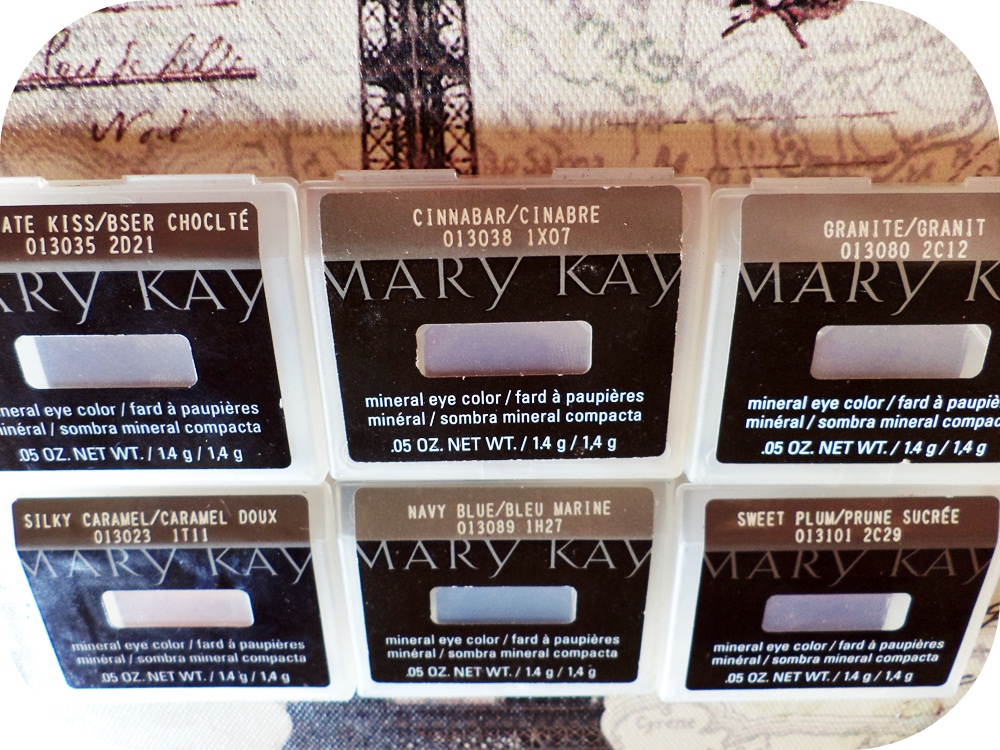 Nord
ATE KISS/BSER CHOCLTÉ
013035 2D21
ARY KAY
neral eye color / fard à paupières
minéral / sombra mineral compacta
.05 OZ. NET WT. / 1.4 g / 1,4 g
CINNABAR/CINABRE
013038 1X07
MARY KAY
mineral eye color / fard à paupières
minéral / sombra mineral compacta
.05 OZ. NET WT. / 1.4 g / 1,4 g
GRANITE/GRANIT
013080 2C12
MARY K
mineral eye color / fard à paupiè
minéral / sombra mineral compacta
.05 OZ. NET WT. / 1.4 g / 1,4 g
SILKY CARAMEL/CARAMEL DOUX
013023 1T11
MARY KAY
mineral eye color / fard à paupières
minéral / sombra mineral compacta
.05 OZ. NET WT. / 1.4 g / 1,4 g
NAVY BLUE/BLEU MARINE
013089 1H27
MARY KAY
mineral eye color / fard à paupières
minéral / sombra mineral compacta
.05 OZ. NET WT. / 1.4 g / 1,4 g
SWEET PLUM/PRUNE SUCRÉE
013101 2C29
MARY KAY
mineral eye color / fard à paupières
minéral / sombra mineral compacta
.05 OZ. NET WT. / 1.4 g / 1,4 g
Cyrene